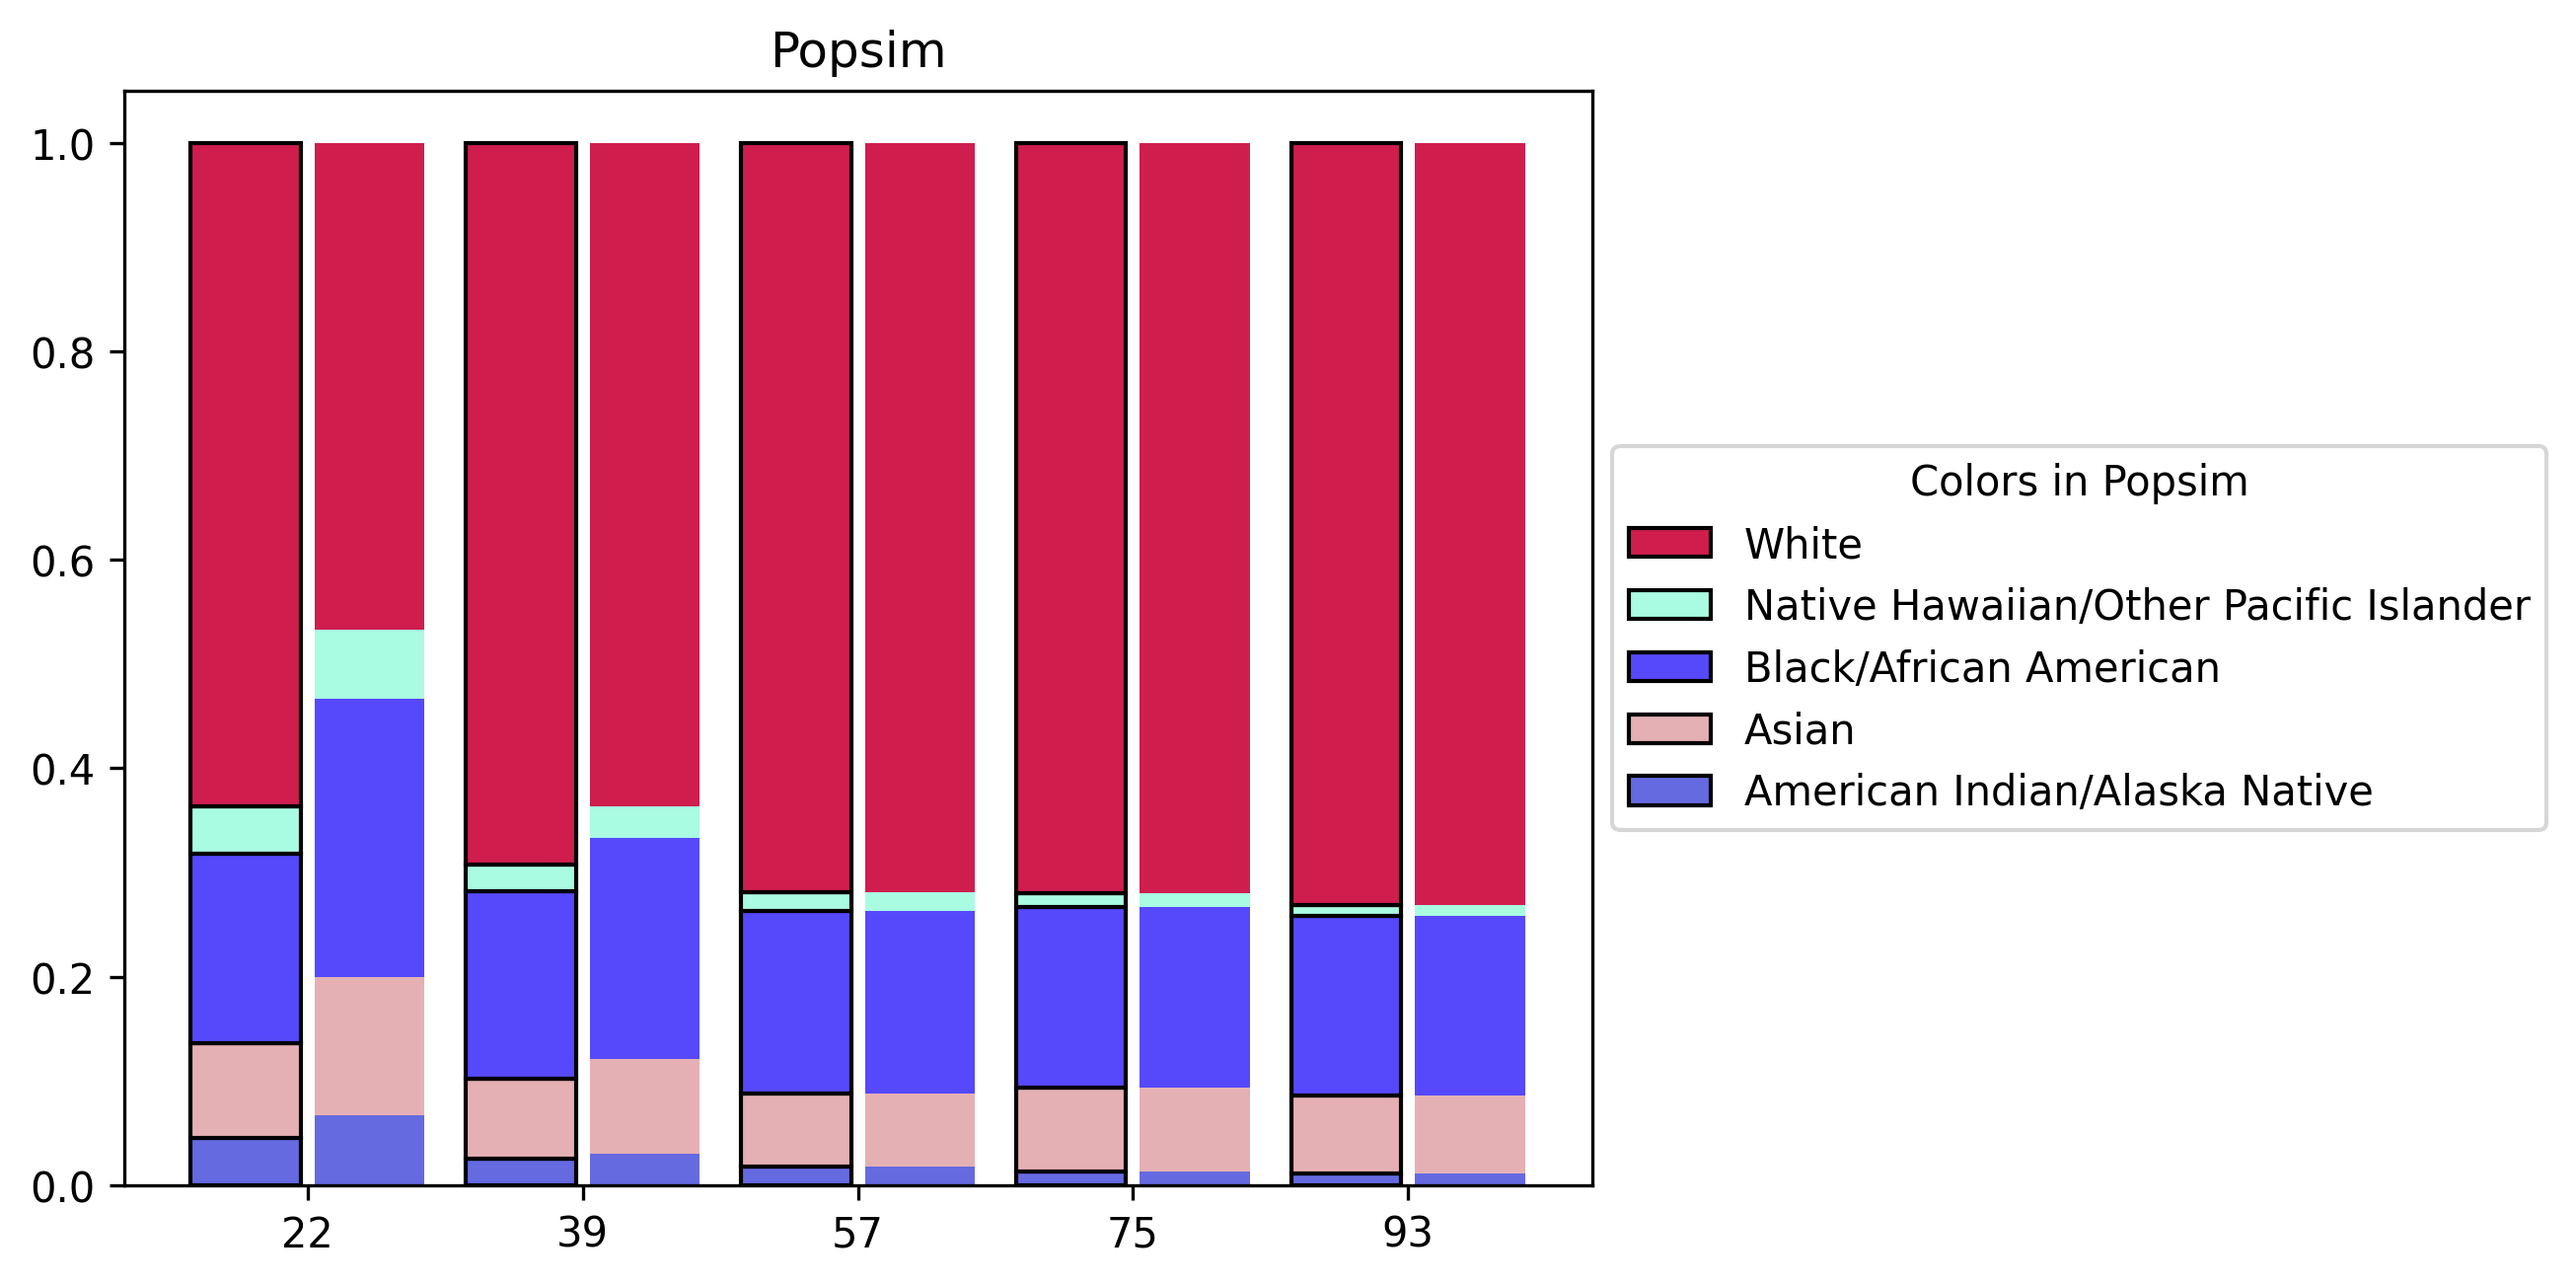 Popsim
1.0
0.8
0.6
0.4
0.2
0.0
22 39 57 75 93
Colors in Popsim
White
Native Hawaiian/Other Pacific Islander
Black/African American
Asian
American Indian/Alaska Native